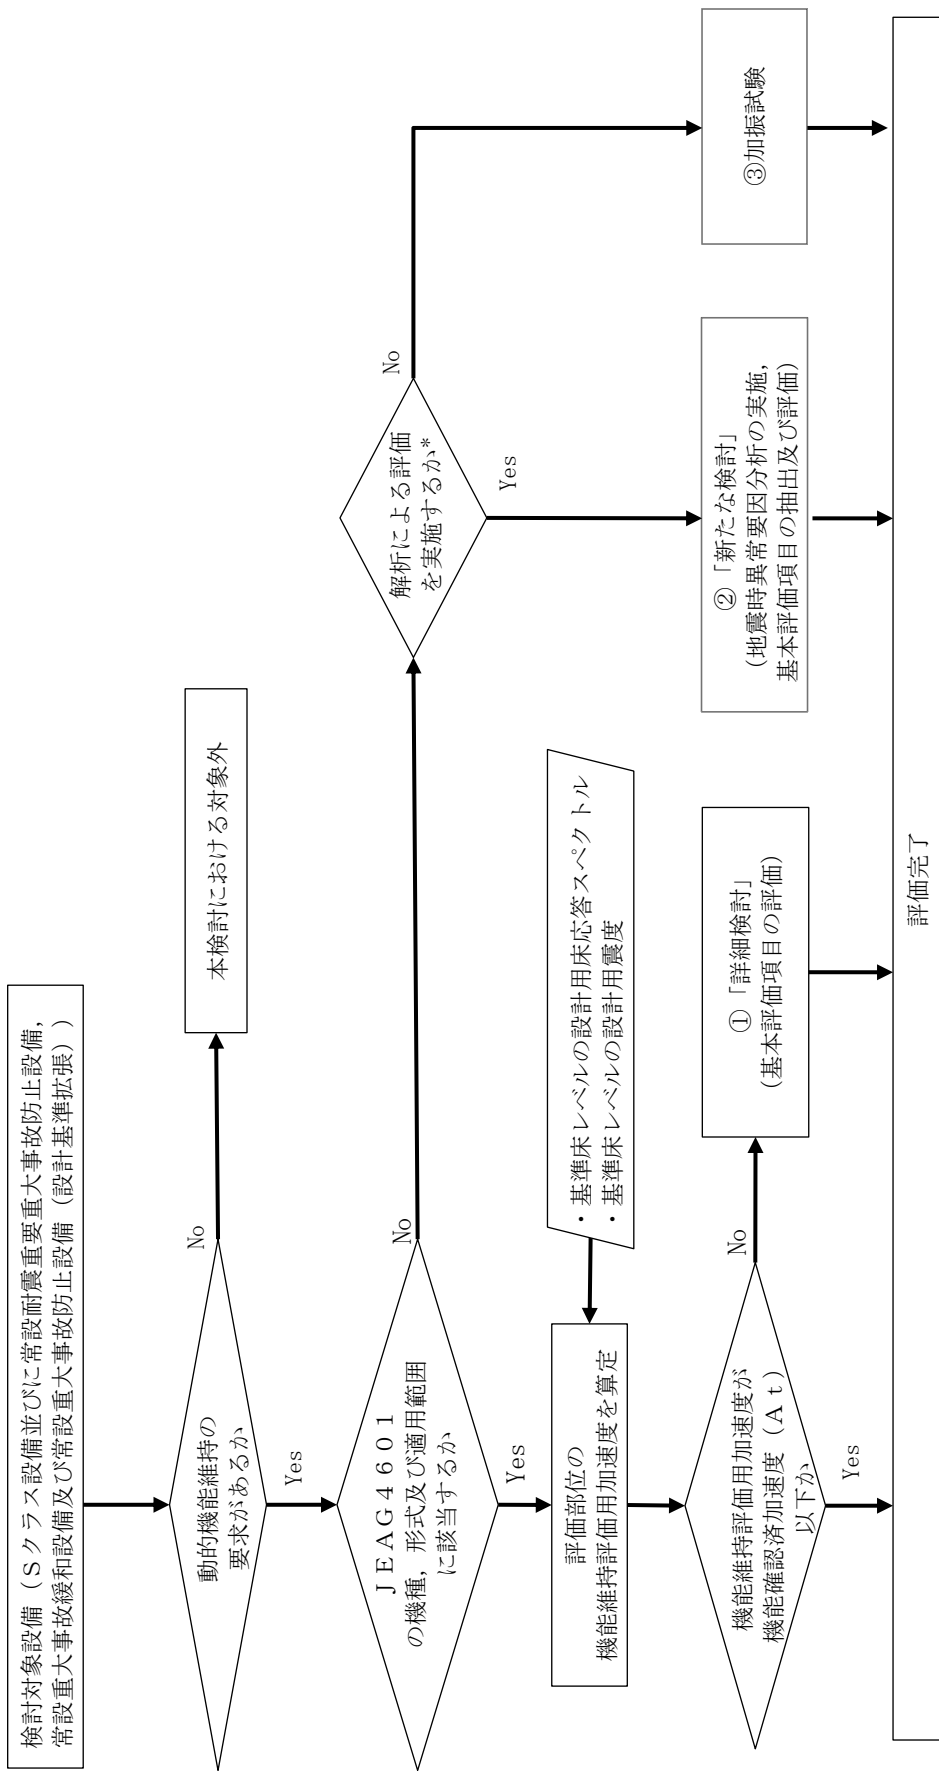 検討対象設備（Sクラス設備並びに常設耐震重要重大事故防止設備，
常設重大事故緩和設備及び常設重大事故防止設備（設計基準拡張））
動的機能維持の
要求があるか
No
本検討における対象外
Yes
ＪＥＡＧ４６０１
の機種，形式及び適用範囲
に該当するか
No
解析による評価
を実施するか*
No
Yes
Yes
評価部位の
機能維持評価用加速度を算定
・基準床レベルの設計用床応答スペクトル
・基準床レベルの設計用震度
機能維持評価用加速度が
機能確認済加速度（Ａｔ）
以下か
No
Yes
①「詳細検討」
(基本評価項目の評価)
②「新たな検討」
(地震時異常要因分析の実施，
基本評価項目の抽出及び評価)
③加振試験
評価完了